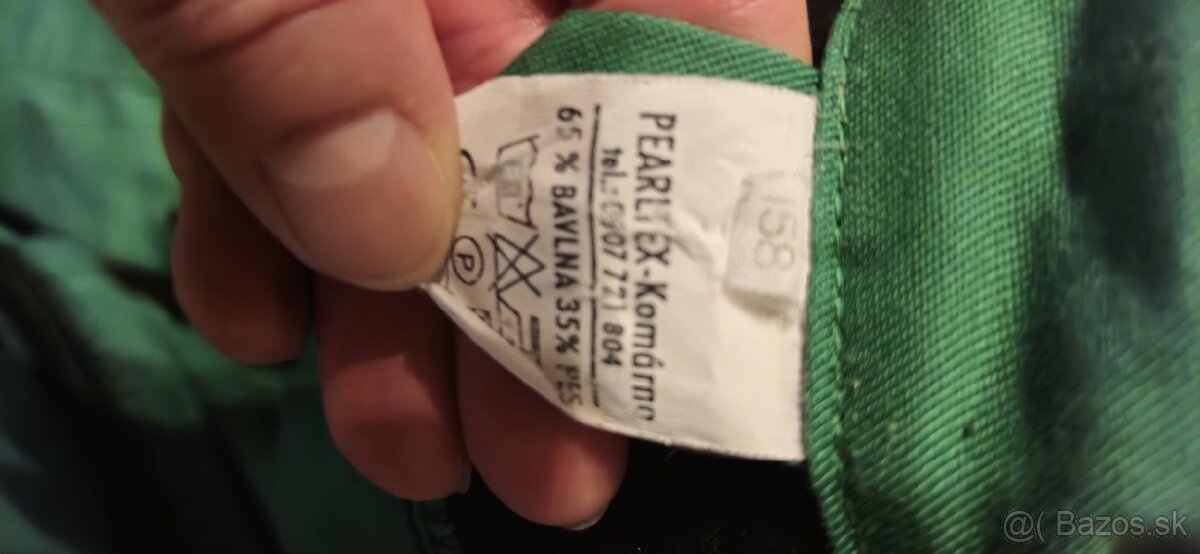 158
PEARLTEX-Komárno
tel.: 0907 721 804
65 % BAVLNA 35% PES
P
@( Bazos.sk